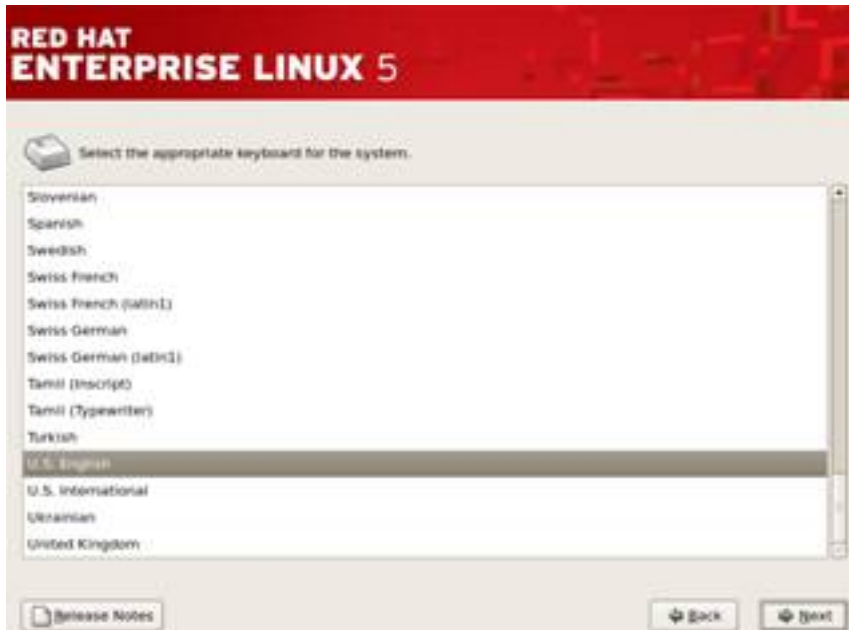 RED HAT
ENTERPRISE LINUX 5
Select the appropriate keyboard for the system.
Slovenian
Spanish
Swedish
Swiss French
Swiss French (latin1)
Swiss German
Swiss German (latin1)
Tamil (Inscript)
Tamil (Typewriter)
Turkish
U.S. English
U.S. International
Ukrainian
United Kingdom
Release Notes
Back
Next